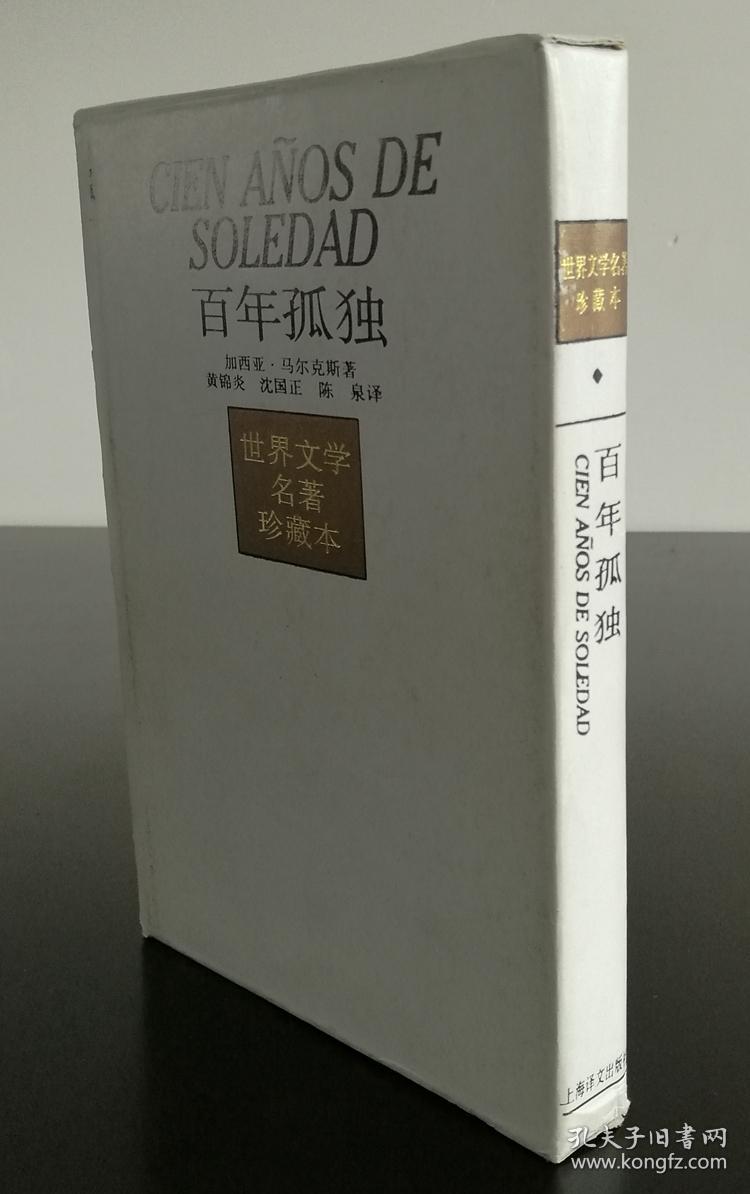 CIEN AÑOS DE
SOLEDAD
百年孤独
加西亚·马尔克斯著
黄锦炎 沈国正 陈 泉译
世界文学
名著
珍藏本
世界文学名著
珍藏本
百年孤独
CIEN AÑOS DE SOLEDAD
上海译文出版社
孔夫子旧書网
www.kongfz.com